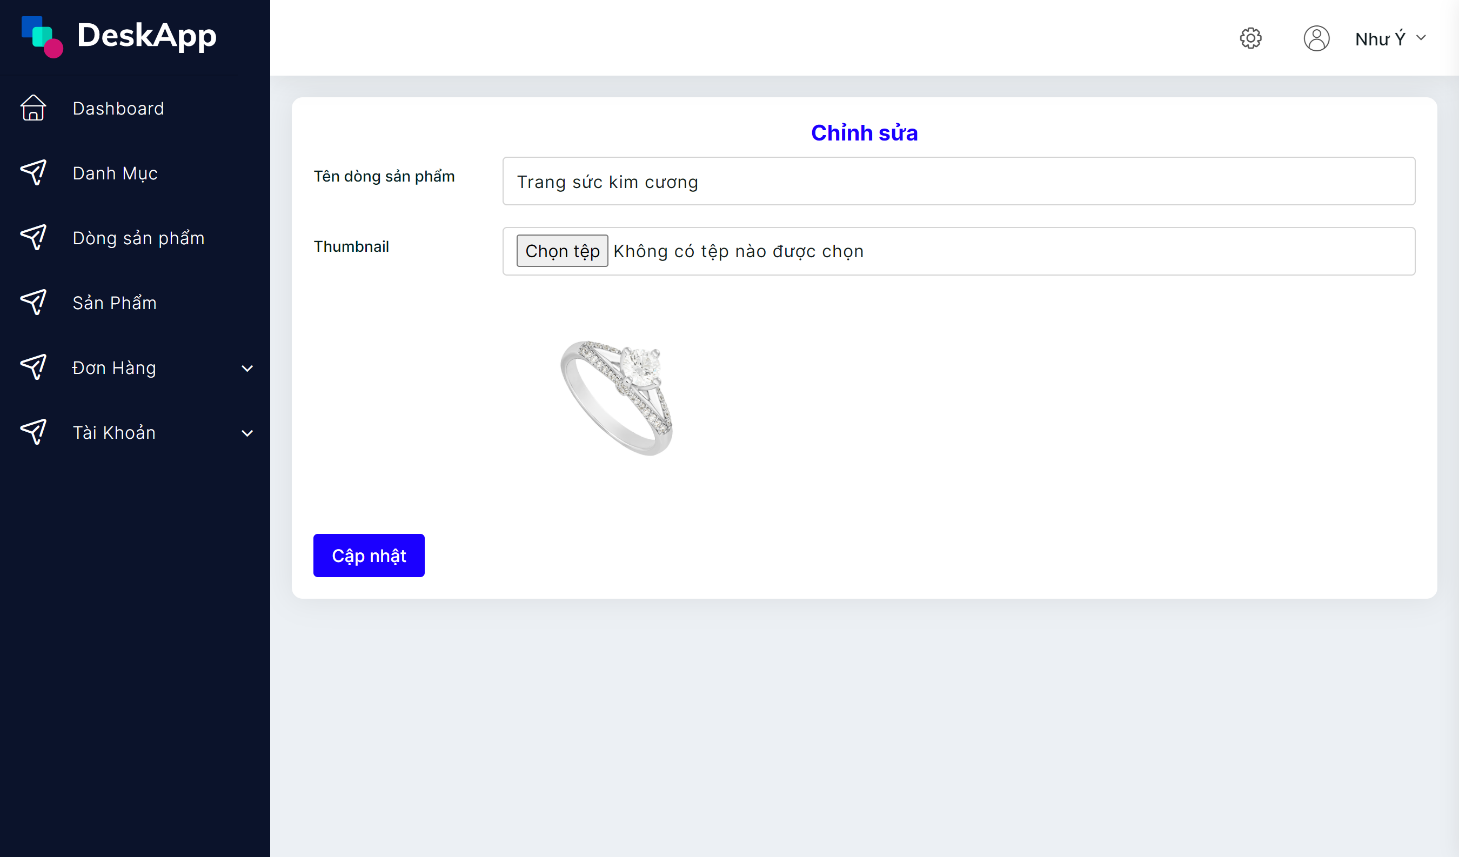 DeskApp
Dashboard
Danh Mục
Dòng sản phẩm
Sản Phẩm
Đơn Hàng
Tài Khoản
Như Ý
Chỉnh sửa
Tên dòng sản phẩm
Trang sức kim cương
Thumbnail
Chọn tệp Không có tệp nào được chọn
Cập nhật